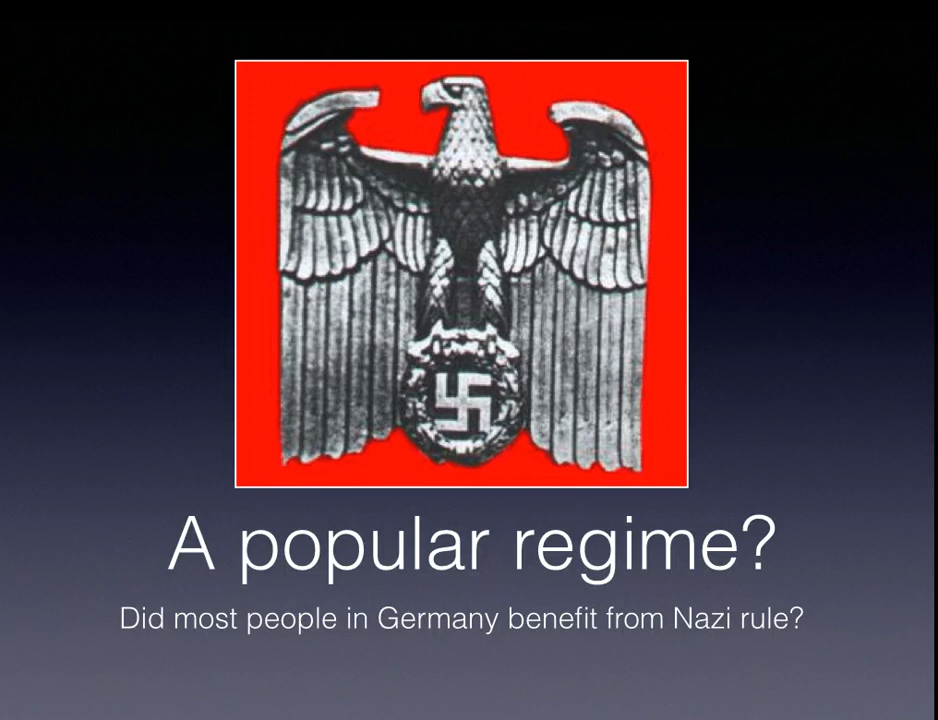 A popular regime?
Did most people in Germany benefit from Nazi rule?